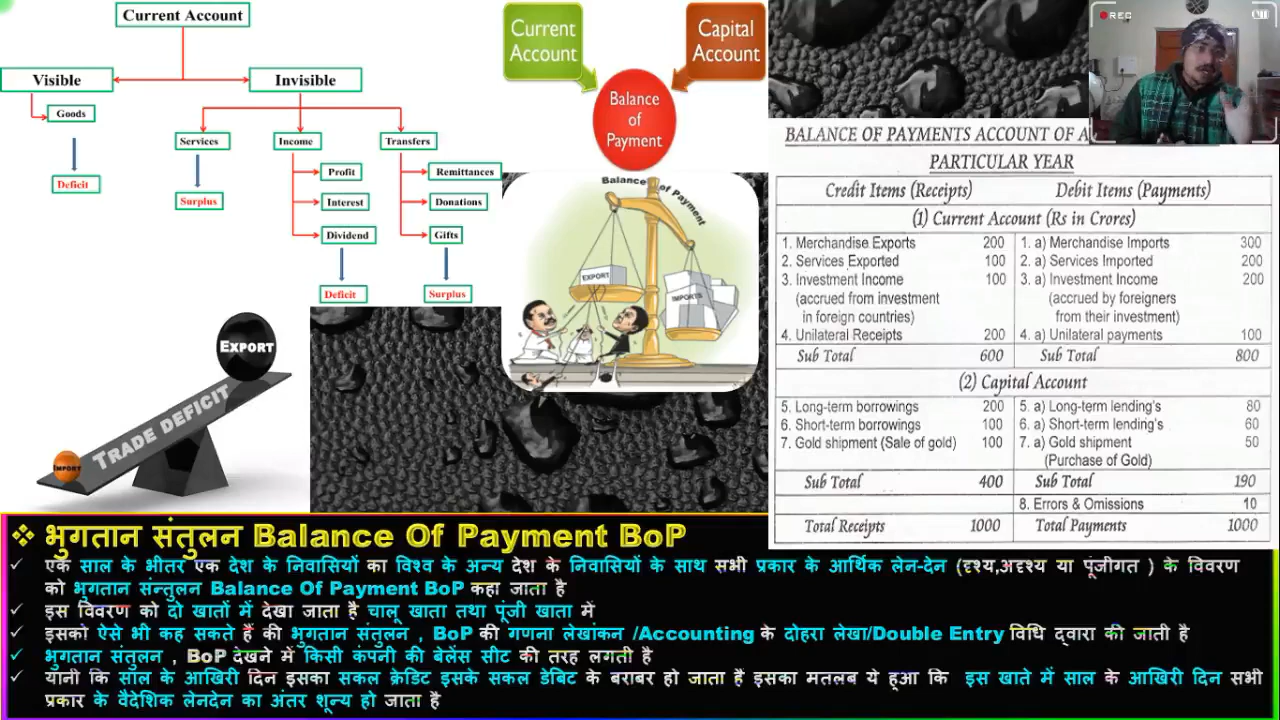 Current Account
Visible
Invisible
Goods
Deficit
Services
Surplus
Income
Profit
Interest
Dividend
Deficit
Transfers
Remittances
Donations
Gifts
Surplus
Current
Account
Capital
Account
Balance
of
Payment
Balance of Payment
EXPORT
IMPORTS
EXPORT
TRADE DEFICIT
IMPORT
REC
BALANCE OF PAYMENTS ACCOUNT OF A
PARTICULAR YEAR
Credit Items (Receipts) Debit Items (Payments)
(1) Current Account (Rs in Crores)
1. Merchandise Exports 200 1. a) Merchandise Imports 300
2. Services Exported 100 2. a) Services Imported 200
3. Investment Income 100 3. a) Investment Income 200
(accrued from investment (accrued by foreigners
in foreign countries) from their investment)
4. Unilateral Receipts 200 4. a) Unilateral payments 100
Sub Total 600 Sub Total 800
(2) Capital Account
5. Long-term borrowings 200 5. a) Long-term lending's 80
6. Short-term borrowings 100 6. a) Short-term lending's 60
7. Gold shipment (Sale of gold) 100 7. a) Gold shipment 50
(Purchase of Gold)
Sub Total 400 Sub Total 190
8. Errors & Omissions 10
Total Receipts 1000 Total Payments 1000
❖ भुगतान संतुलन Balance Of Payment BoP
✓ एक साल के भीतर एक देश के निवासियों का विश्व के अन्य देश के निवासियों के साथ सभी प्रकार के आर्थिक लेन-देन (दृश्य,अदृश्य या पूंजीगत ) के विवरण
को भुगतान सन्तुलन Balance Of Payment BoP कहा जाता है
✓ इस विवरण को दो खातों में देखा जाता है चालू खाता तथा पूंजी खाता में
✓ इसको ऐसे भी कह सकते हैं की भुगतान संतुलन , BoP की गणना लेखांकन /Accounting के दोहरा लेखा/Double Entry विधि द्वारा की जाती है
✓ भुगतान संतुलन , BoP देखने में किसी कंपनी की बेलेंस सीट की तरह लगती है
✓ यानी कि साल के आखिरी दिन इसका सकल क्रेडिट इसके सकल डेबिट के बराबर हो जाता है इसका मतलब ये हूआ कि इस खाते में साल के आखिरी दिन सभी
प्रकार के वैदेशिक लेनदेन का अंतर शून्य हो जाता है